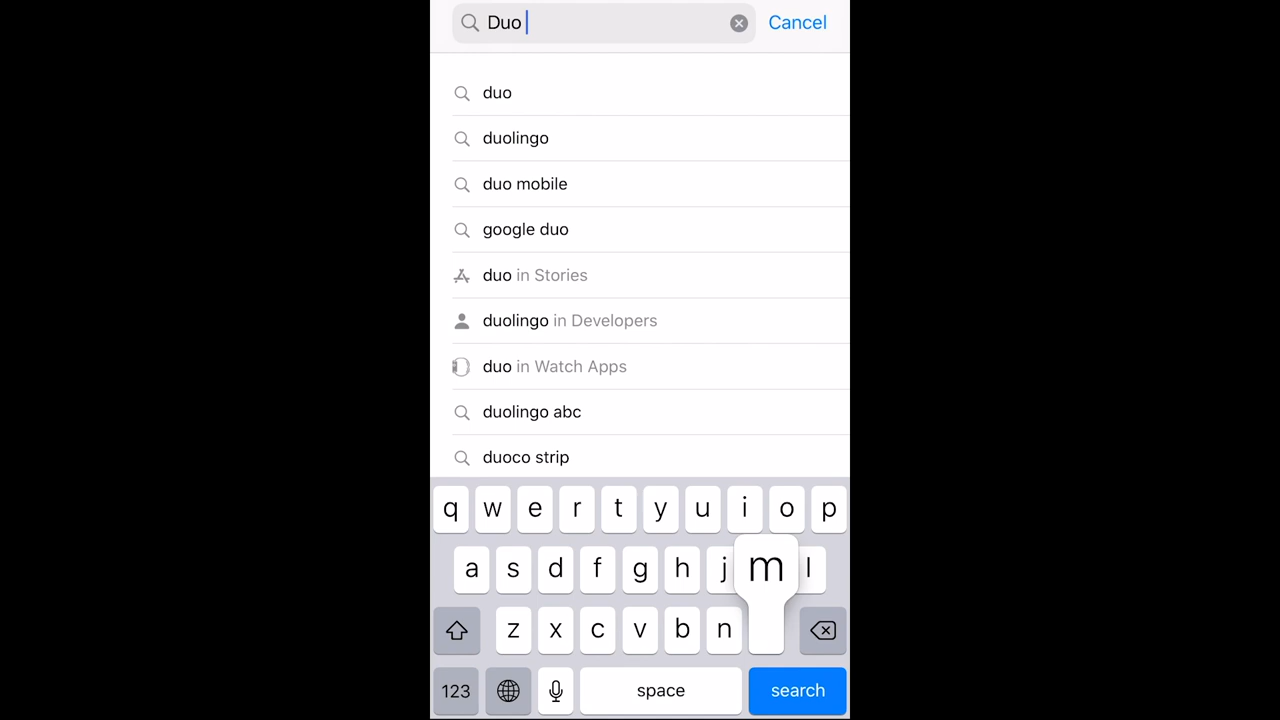 Duo
Cancel
duo
duolingo
duo mobile
google duo
duo in Stories
duolingo in Developers
duo in Watch Apps
duolingo abc
duoco strip
q w e r t y u i o p
a s d f g h j m l
z x c v b n
123 space search